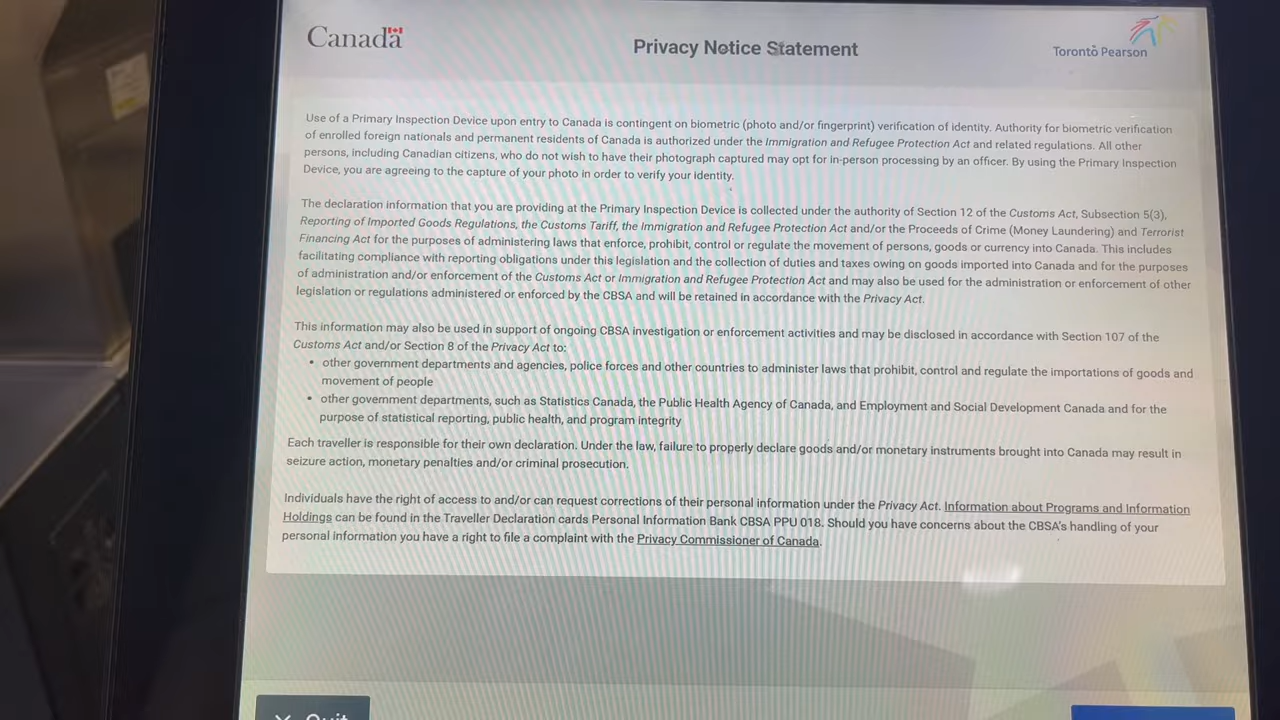 Canada
Privacy Notice Statement
Toronto Pearson
Use of a Primary Inspection Device upon entry to Canada is contingent on biometric (photo and/or fingerprint) verification of identity. Authority for biometric verification
of enrolled foreign nationals and permanent residents of Canada is authorized under the Immigration and Refugee Protection Act and related regulations. All other
persons, including Canadian citizens, who do not wish to have their photograph captured may opt for in-person processing by an officer. By using the Primary Inspection
Device, you are agreeing to the capture of your photo in order to verify your identity.
The declaration information that you are providing at the Primary Inspection Device is collected under the authority of Section 12 of the Customs Act, Subsection 5(3),
Reporting of Imported Goods Regulations, the Customs Tariff, the Immigration and Refugee Protection Act and/or the Proceeds of Crime (Money Laundering) and Terrorist
Financing Act for the purposes of administering laws that enforce, prohibit, control or regulate the movement of persons, goods or currency into Canada. This includes
facilitating compliance with reporting obligations under this legislation and the collection of duties and taxes owing on goods imported into Canada and for the purposes
of administration and/or enforcement of the Customs Act or Immigration and Refugee Protection Act and may also be used for the administration or enforcement of other
legislation or regulations administered or enforced by the CBSA and will be retained in accordance with the Privacy Act.
This information may also be used in support of ongoing CBSA investigation or enforcement activities and may be disclosed in accordance with Section 107 of the
Customs Act and/or Section 8 of the Privacy Act to:
• other government departments and agencies, police forces and other countries to administer laws that prohibit, control and regulate the importations of goods and
movement of people
• other government departments, such as Statistics Canada, the Public Health Agency of Canada, and Employment and Social Development Canada and for the
purpose of statistical reporting, public health, and program integrity
Each traveller is responsible for their own declaration. Under the law, failure to properly declare goods and/or monetary instruments brought into Canada may result in
seizure action, monetary penalties and/or criminal prosecution.
Individuals have the right of access to and/or can request corrections of their personal information under the Privacy Act. Information about Programs and Information
Holdings can be found in the Traveller Declaration cards Personal Information Bank CBSA PPU 018. Should you have concerns about the CBSA's handling of your
personal information you have a right to file a complaint with the Privacy Commissioner of Canada.
Quit